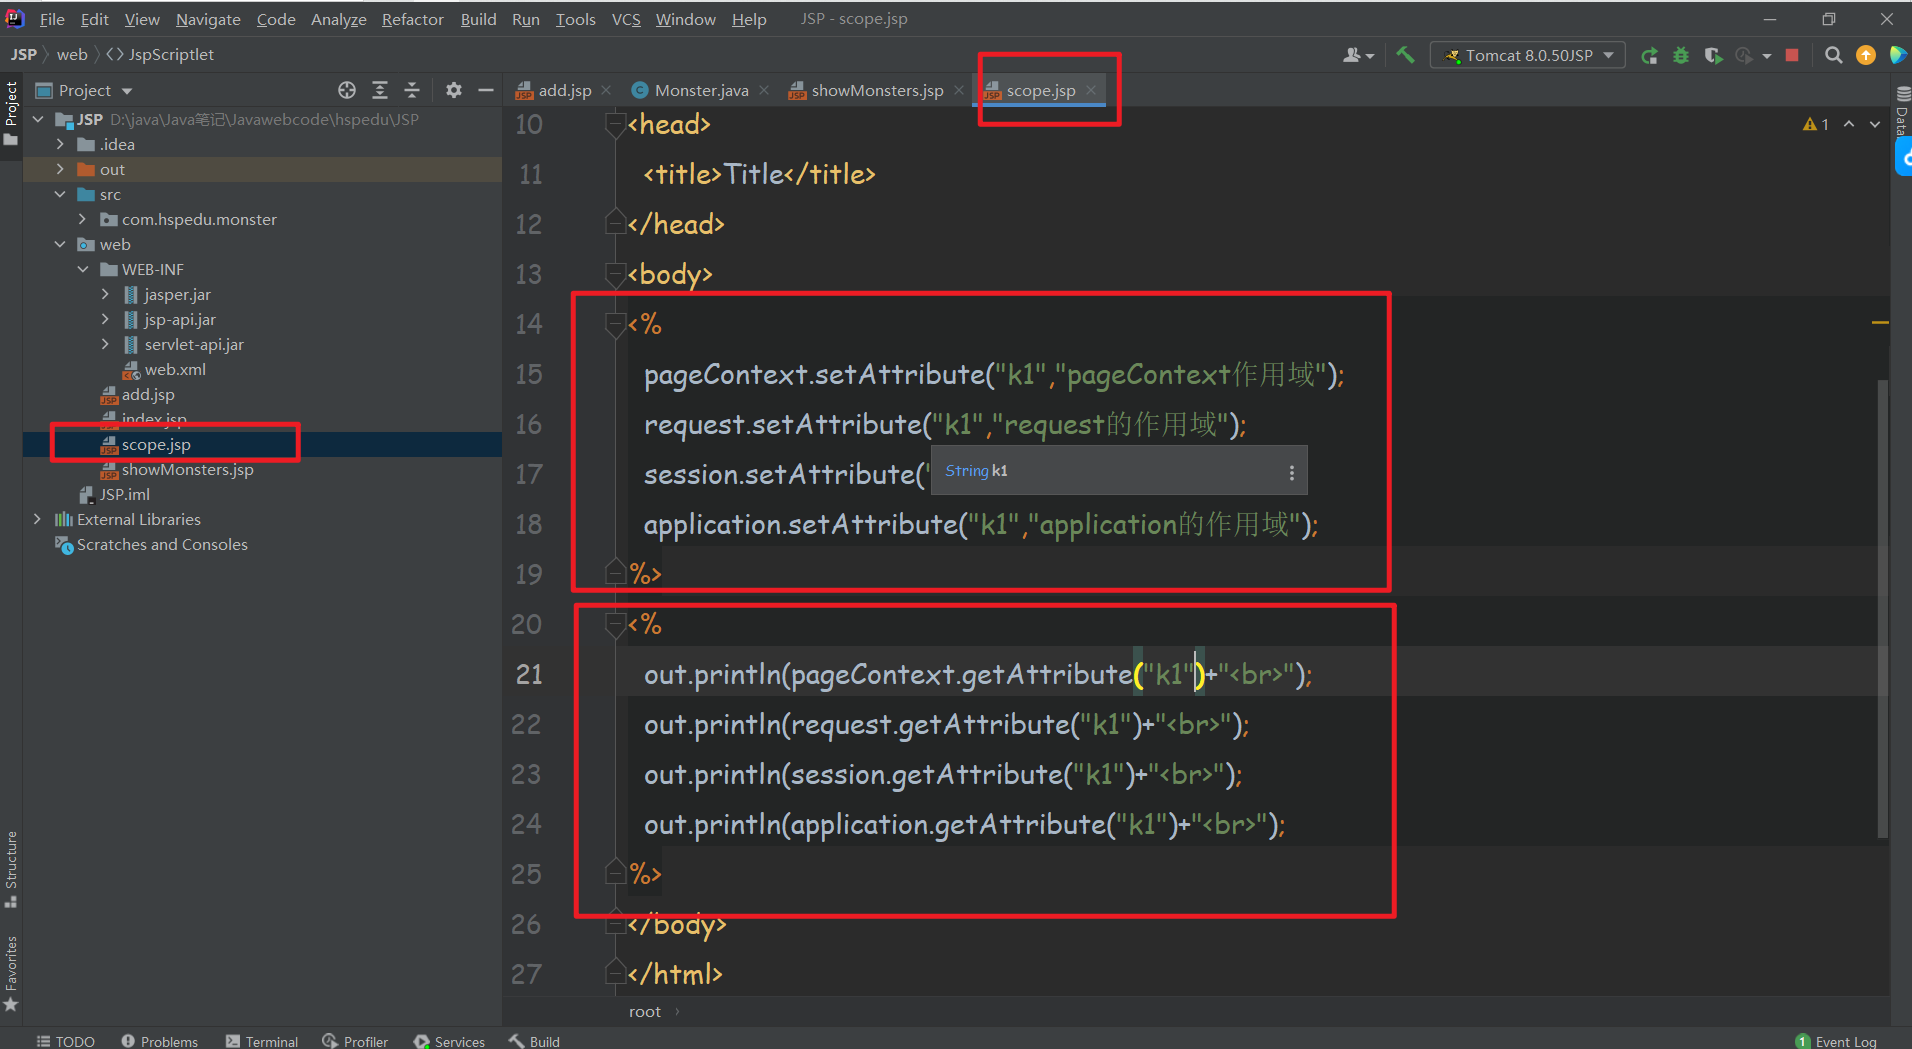 File Edit View Navigate Code Analyze Refactor Build Run Tools VCS Window Help JSP - scope.jsp
JSP web JspScriptlet
Tomcat 8.0.50JSP
Project
Project
add.jsp
Monster.java
showMonsters.jsp
scope.jsp
JSP D:\java\Java笔记\Javawebcode\hspedu\JSP
.idea
out
src
com.hspedu.monster
web
WEB-INF
jasper.jar
jsp-api.jar
servlet-api.jar
web.xml
add.jsp
index.jsp
scope.jsp
showMonsters.jsp
JSP.iml
External Libraries
Scratches and Consoles
Structure
Favorites
10 <head>
11 <title>Title</title>
12 </head>
13 <body>
14 <%
15 pageContext.setAttribute("k1","pageContext作用域");
16 request.setAttribute("k1","request的作用域");
17 session.setAttribute("
String k1
18 application.setAttribute("k1","application的作用域");
19 %>
20 <%
21 out.println(pageContext.getAttribute("k1")+"<br>");
22 out.println(request.getAttribute("k1")+"<br>");
23 out.println(session.getAttribute("k1")+"<br>");
24 out.println(application.getAttribute("k1")+"<br>");
25 %>
26 </body>
27 </html>
1
Data
root
TODO Problems Terminal Profiler Services Build
1 Event Log